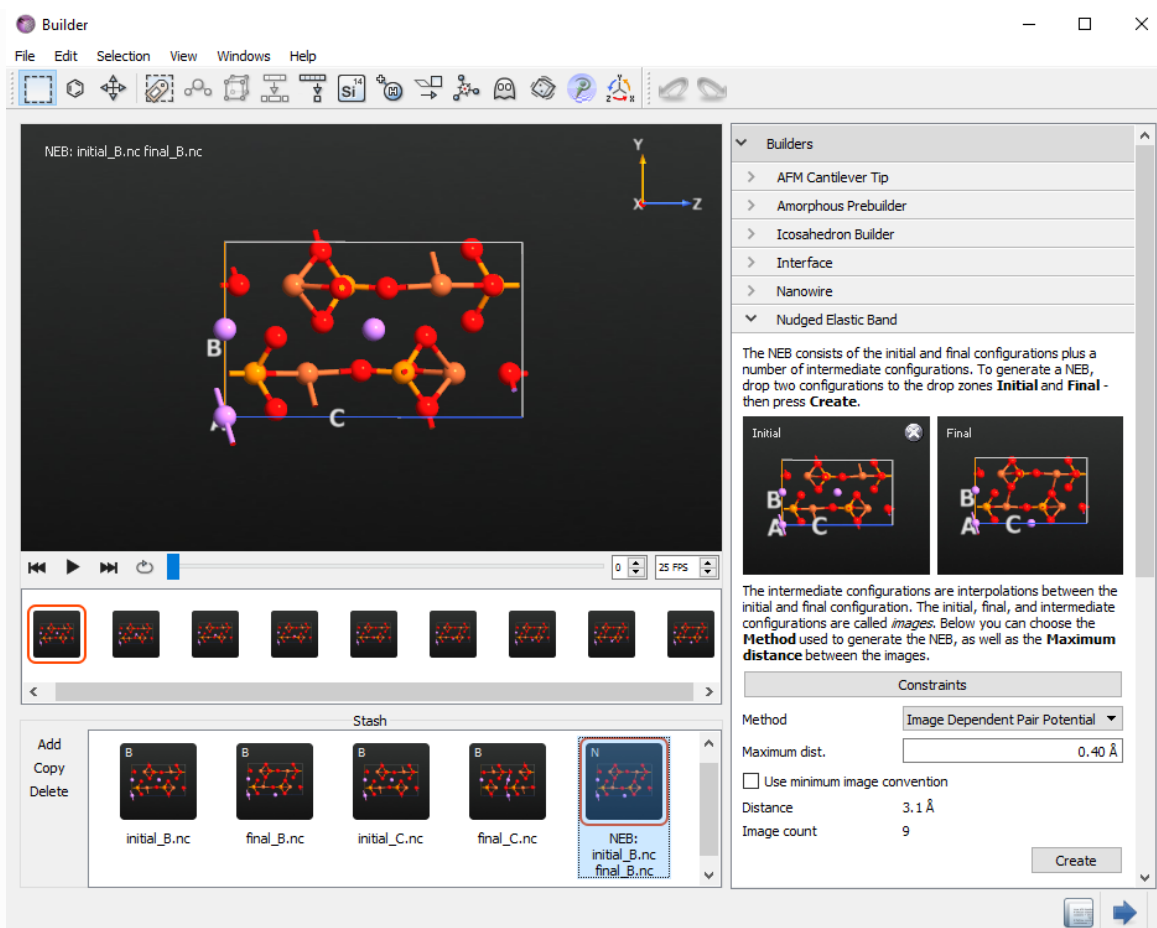 Builder
File Edit Selection View Windows Help
Si 14
H
Y
Z
X
NEB: initial_B.nc final_B.nc
Y
X Z
B
A C
0 25 FPS
Stash
Add
Copy
Delete
B B B B N
initial_B.nc final_B.nc initial_C.nc final_C.nc NEB:
initial_B.nc
final_B.nc
Builders
AFM Cantilever Tip
Amorphous Prebuilder
Icosahedron Builder
Interface
Nanowire
Nudged Elastic Band
The NEB consists of the initial and final configurations plus a
number of intermediate configurations. To generate a NEB,
drop two configurations to the drop zones Initial and Final -
then press Create.
Initial Final
B B
A C A C
The intermediate configurations are interpolations between the
initial and final configuration. The initial, final, and intermediate
configurations are called images. Below you can choose the
Method used to generate the NEB, as well as the Maximum
distance between the images.
Constraints
Method Image Dependent Pair Potential
Maximum dist. 0.40 Å
Use minimum image convention
Distance 3.1 Å
Image count 9
Create